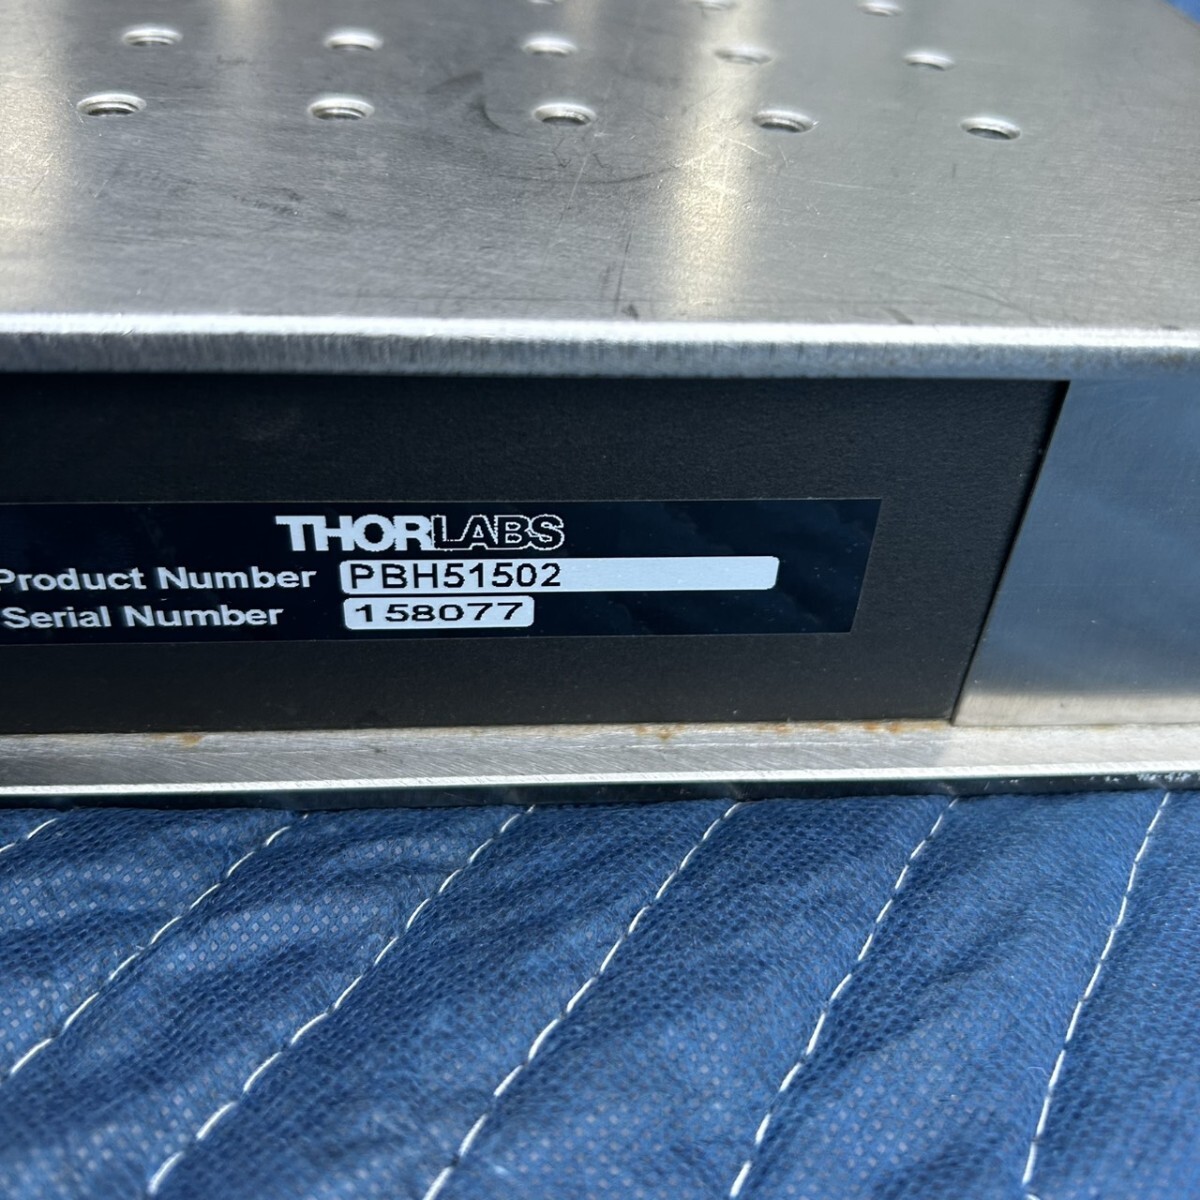 THORLABS
Product Number PBH51502
Serial Number 158077